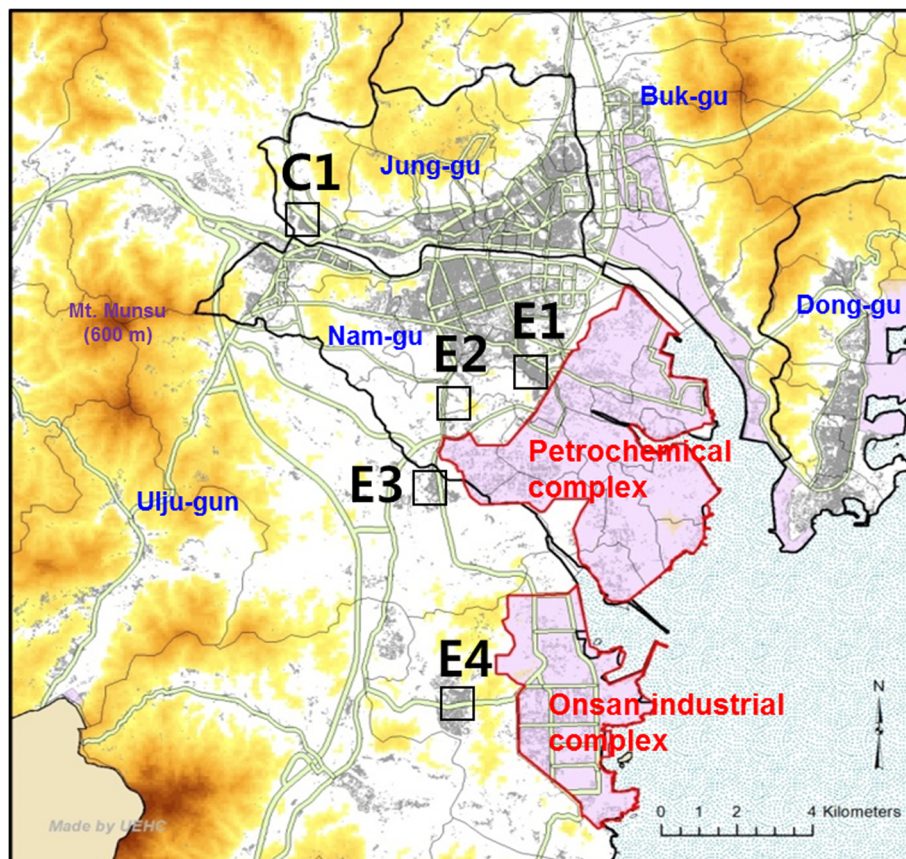 Buk-gu
C1
Jung-gu
Mt. Munsu
(600 m)
Dong-gu
Nam-gu
E1
E2
Petrochemical
complex
E3
Ulju-gun
E4
Onsan industrial
complex
N
0 1 2 4 Kilometers
Made by UEHC